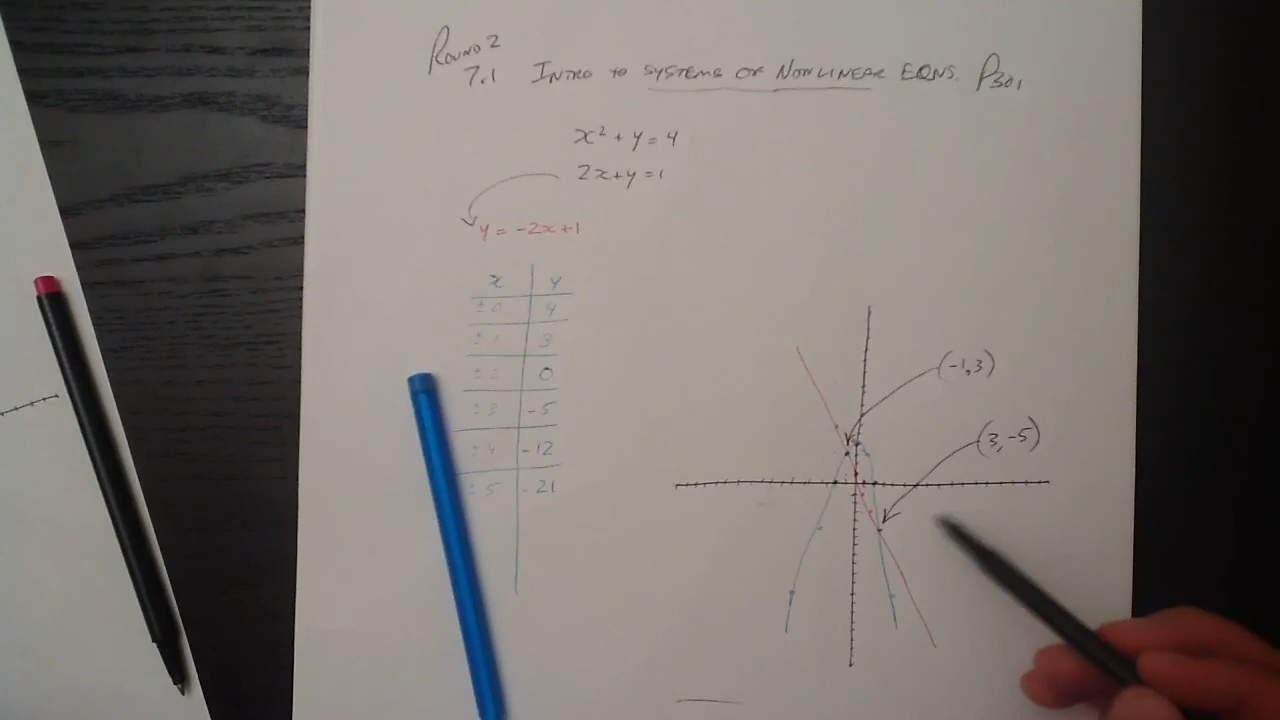 ROUND 2
7.1 INTRO to SYSTEMS OF NONLINEAR EQNS. P301
x² + y = 4
2x+y=1
y = -2x+1
x y
±0 4
±1 3
±2 0
±3 -5
±4 -12
±5 -21
(-1,3)
(3,-5)